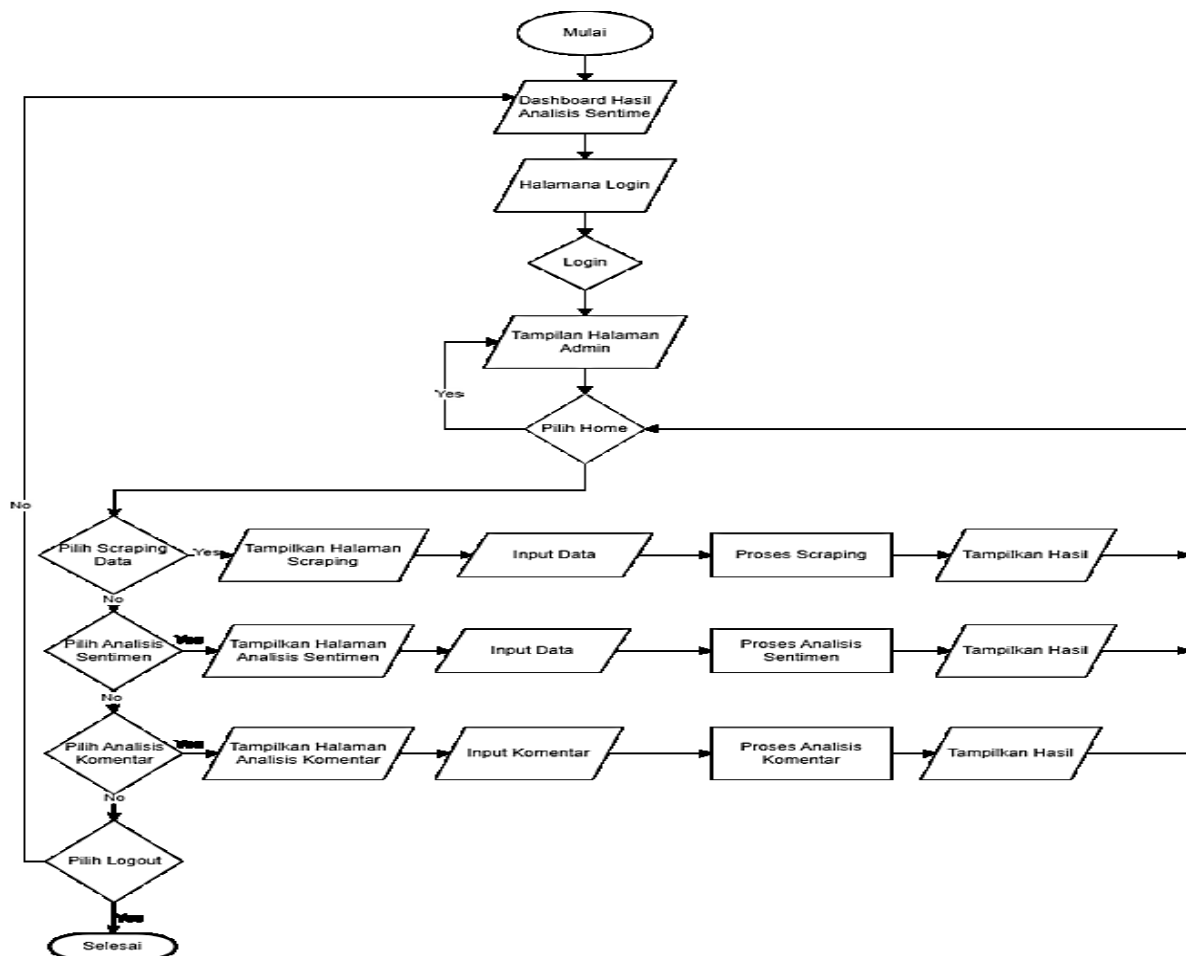 Mulai
Dashboard Hasil
Analisis Sentime
Halamana Login
Login
Tampilan Halaman
Admin
Yes
Pilih Home
No
Pilih Scraping
Data
Yes
Tampilkan Halaman
Scraping
Input Data
Proses Scraping
Tampilkan Hasil
No
Pilih Analisis
Sentimen
Yes
Tampilkan Halaman
Analisis Sentimen
Input Data
Proses Analisis
Sentimen
Tampilkan Hasil
No
Pilih Analisis
Komentar
Yes
Tampilkan Halaman
Analisis Komentar
Input Komentar
Proses Analisis
Komentar
Tampilkan Hasil
No
Pilih Logout
Yes
Selesai